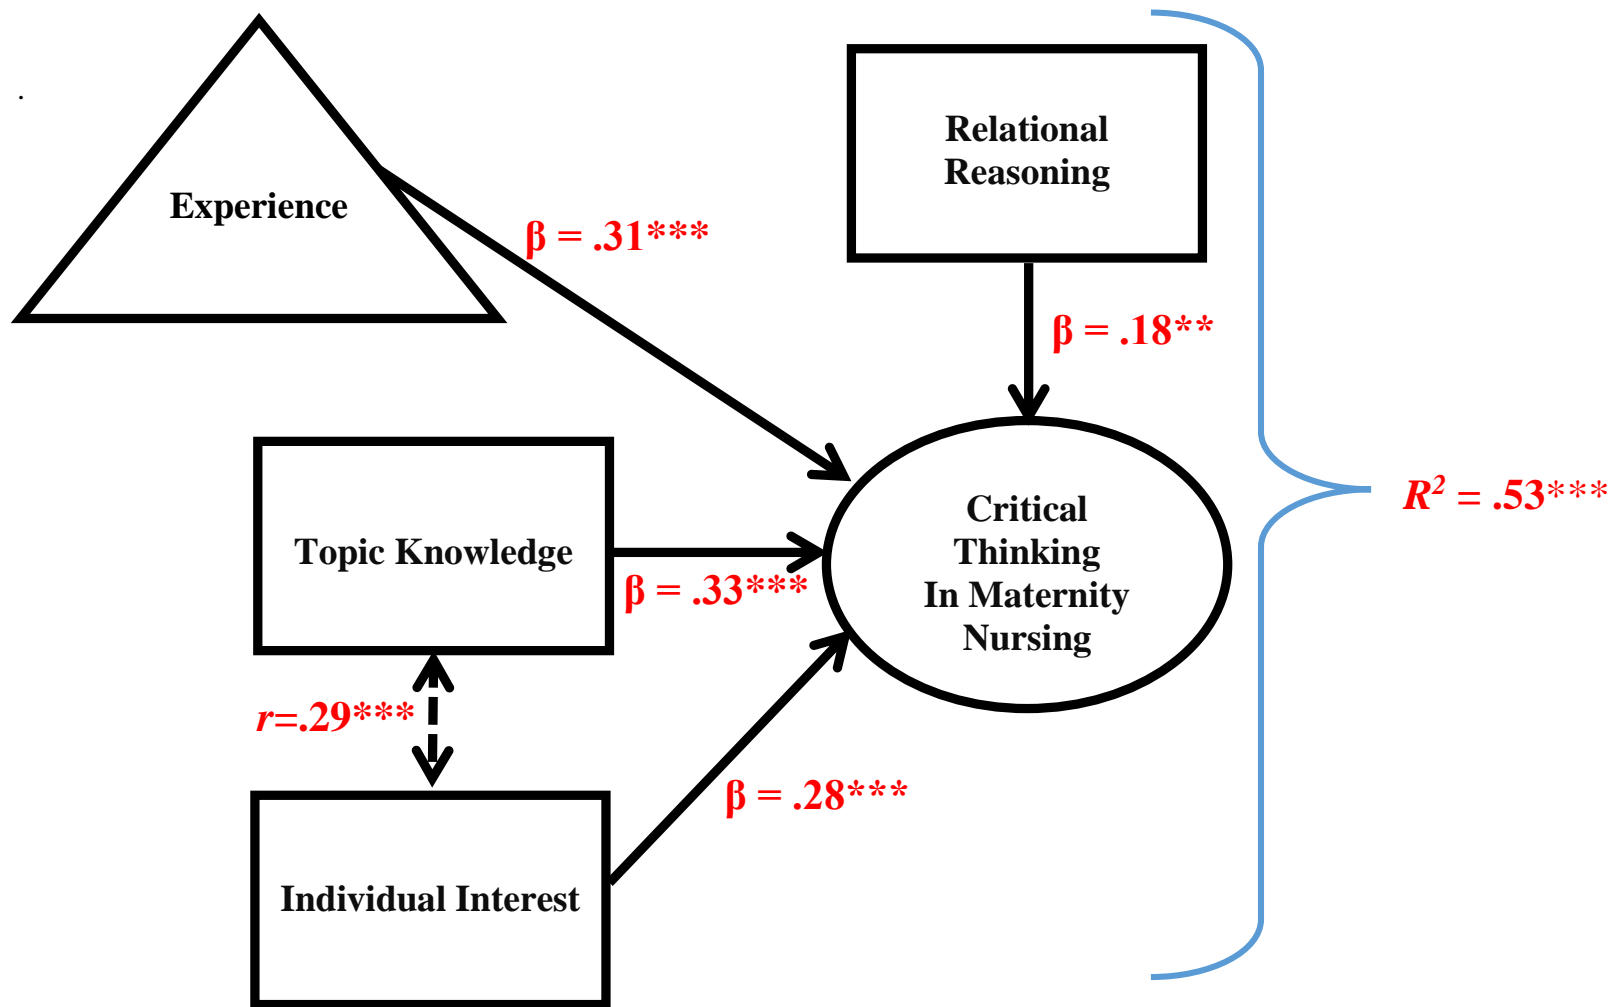 .
Experience
Relational
Reasoning
β = .31***
β = .18**
Topic Knowledge
β = .33***
Critical
Thinking
In Maternity
Nursing
R² = .53***
r=.29***
β = .28***
Individual Interest